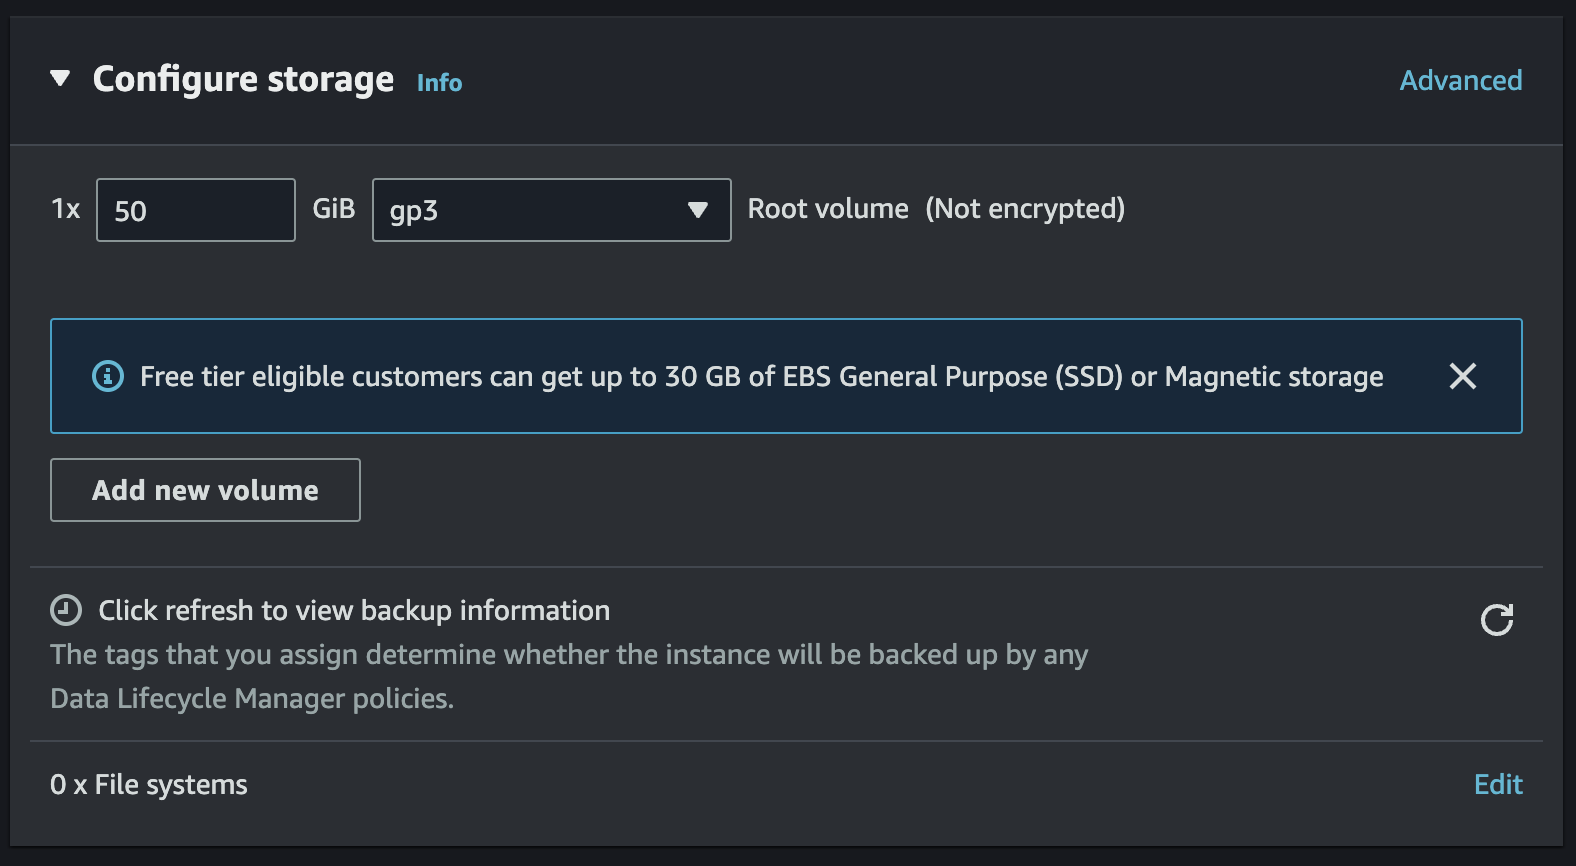 Configure storage Info Advanced
1x 50 GiB gp3 Root volume (Not encrypted)
Free tier eligible customers can get up to 30 GB of EBS General Purpose (SSD) or Magnetic storage
Add new volume
Click refresh to view backup information
The tags that you assign determine whether the instance will be backed up by any
Data Lifecycle Manager policies.
0 x File systems Edit